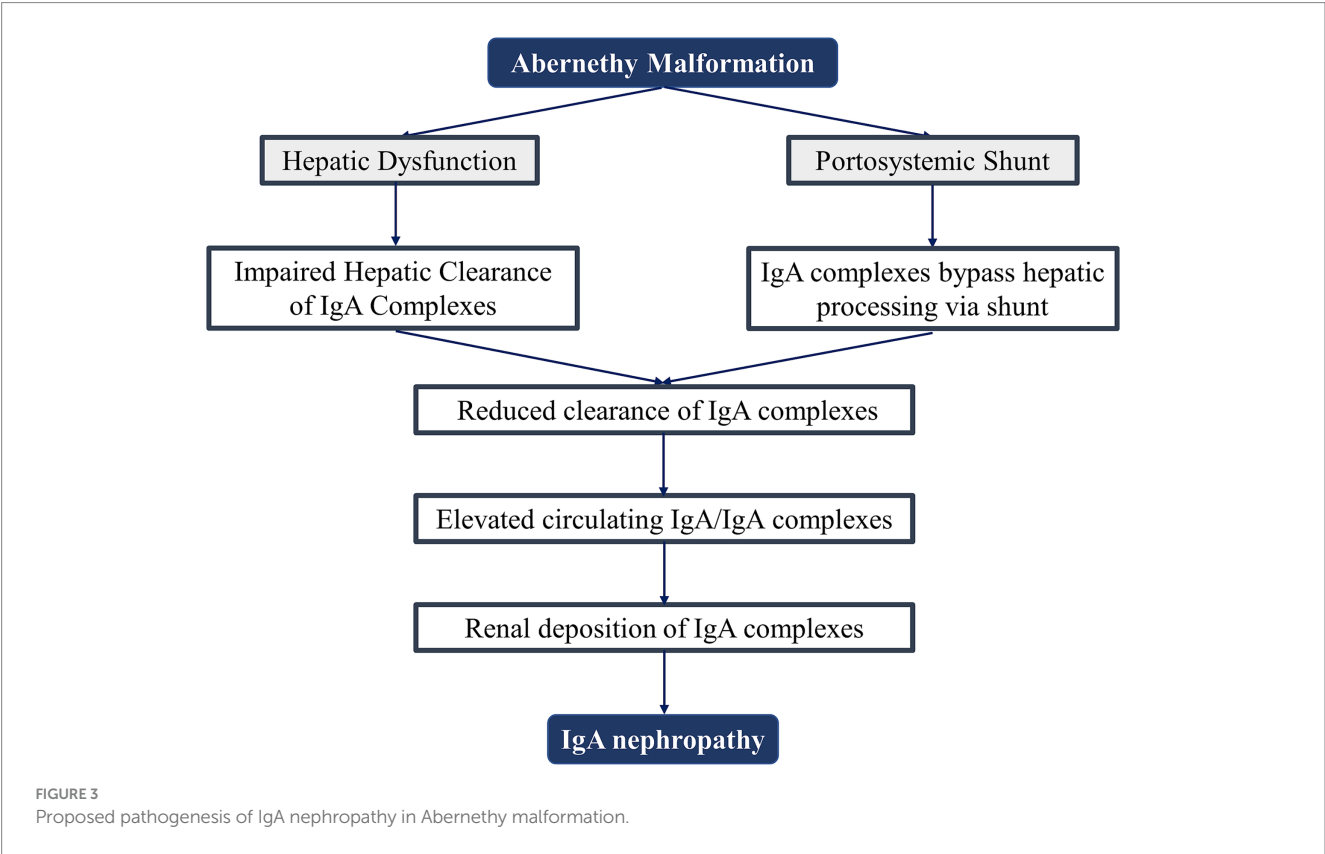 Abernethy Malformation
Hepatic Dysfunction
Portosystemic Shunt
Impaired Hepatic Clearance
of IgA Complexes
IgA complexes bypass hepatic
processing via shunt
Reduced clearance of IgA complexes
Elevated circulating IgA/IgA complexes
Renal deposition of IgA complexes
IgA nephropathy
FIGURE 3
Proposed pathogenesis of IgA nephropathy in Abernethy malformation.